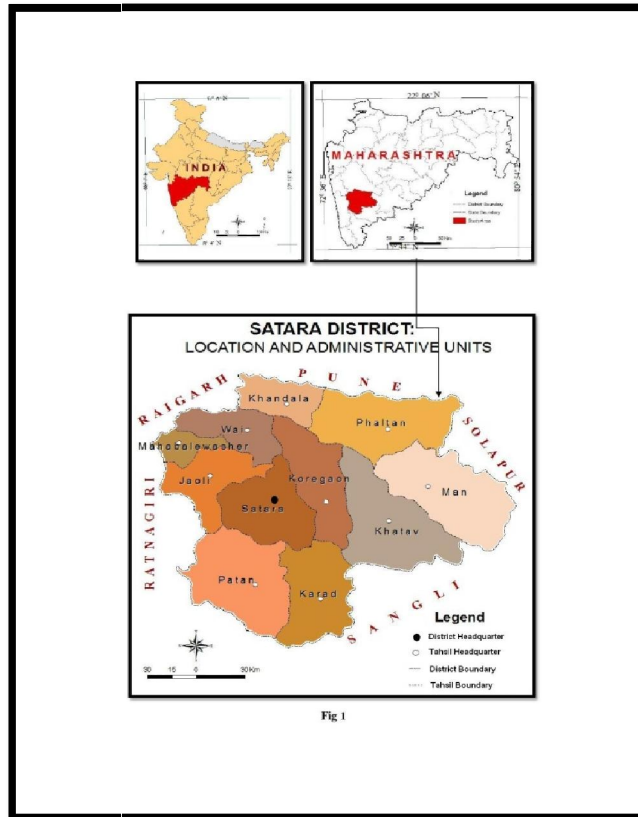 INDIA
MAHARASHTRA
Legend
District Boundary
State Boundary
SATARA DISTRICT:
LOCATION AND ADMINISTRATIVE UNITS
PUNE
RAIGARH
Khandala
SOLAPUR
Phaltan
Wai
Mahabalewasher
Jaoli
Koregaon
Man
RATNAGIRI
Satara
Khatav
Patan
Karad
SANGLI
Legend
District Headquarter
Tahsil Headquarter
District Boundary
Tahsil Boundary
30 15 0 30 Km
Fig 1